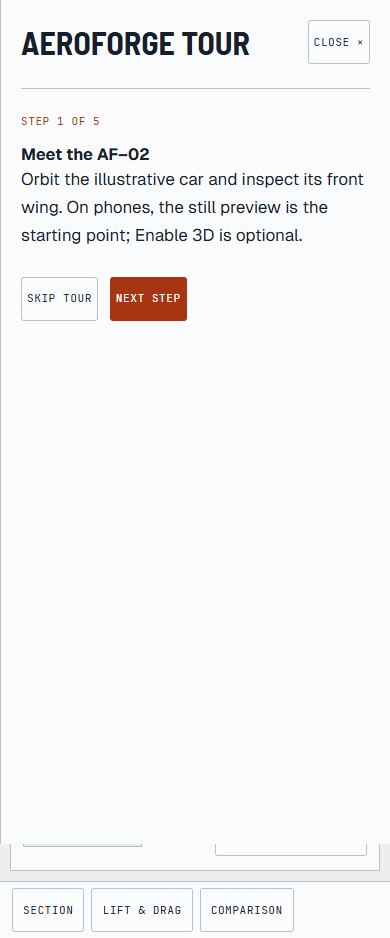 AEROFORGE TOUR
CLOSE ×
STEP 1 OF 5
Meet the AF–02
Orbit the illustrative car and inspect its front
wing. On phones, the still preview is the
starting point; Enable 3D is optional.
SKIP TOUR
NEXT STEP
SECTION
LIFT & DRAG
COMPARISON